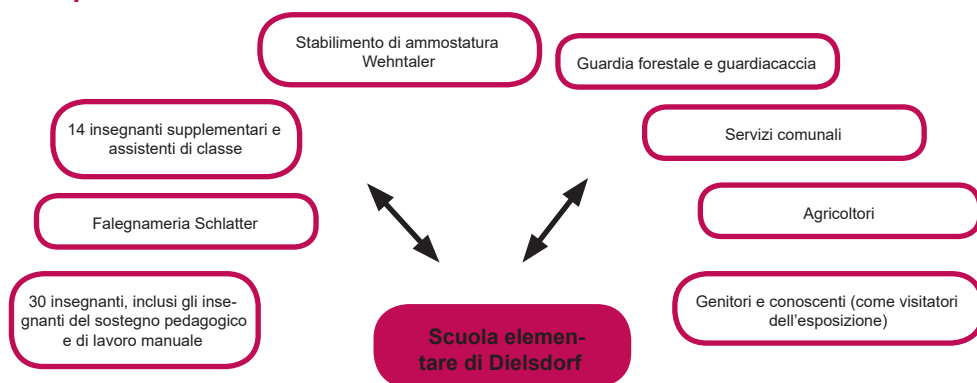 Stabilimento di ammostatura
Wehntaler
Guardia forestale e guardiacaccia
14 insegnanti supplementari e
assistenti di classe
Servizi comunali
Falegnameria Schlatter
Agricoltori
30 insegnanti, inclusi gli inse-
gnanti del sostegno pedagogico
e di lavoro manuale
Genitori e conoscenti (come visitatori
dell'esposizione)
Scuola elemen-
tare di Dielsdorf